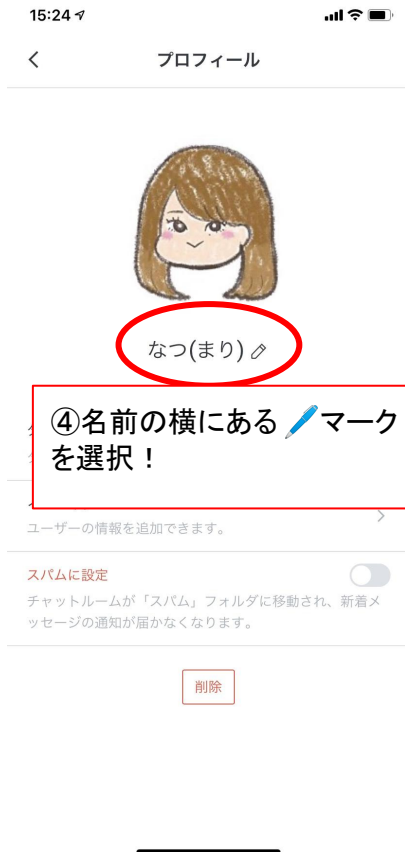 15:24
プロフィール
なつ(まり)
④名前の横にある🖊️マーク
を選択！
ユーザーの情報を追加できます。
スパムに設定
チャットルームが「スパム」フォルダに移動され、新着メ
ッセージの通知が届かなくなります。
削除